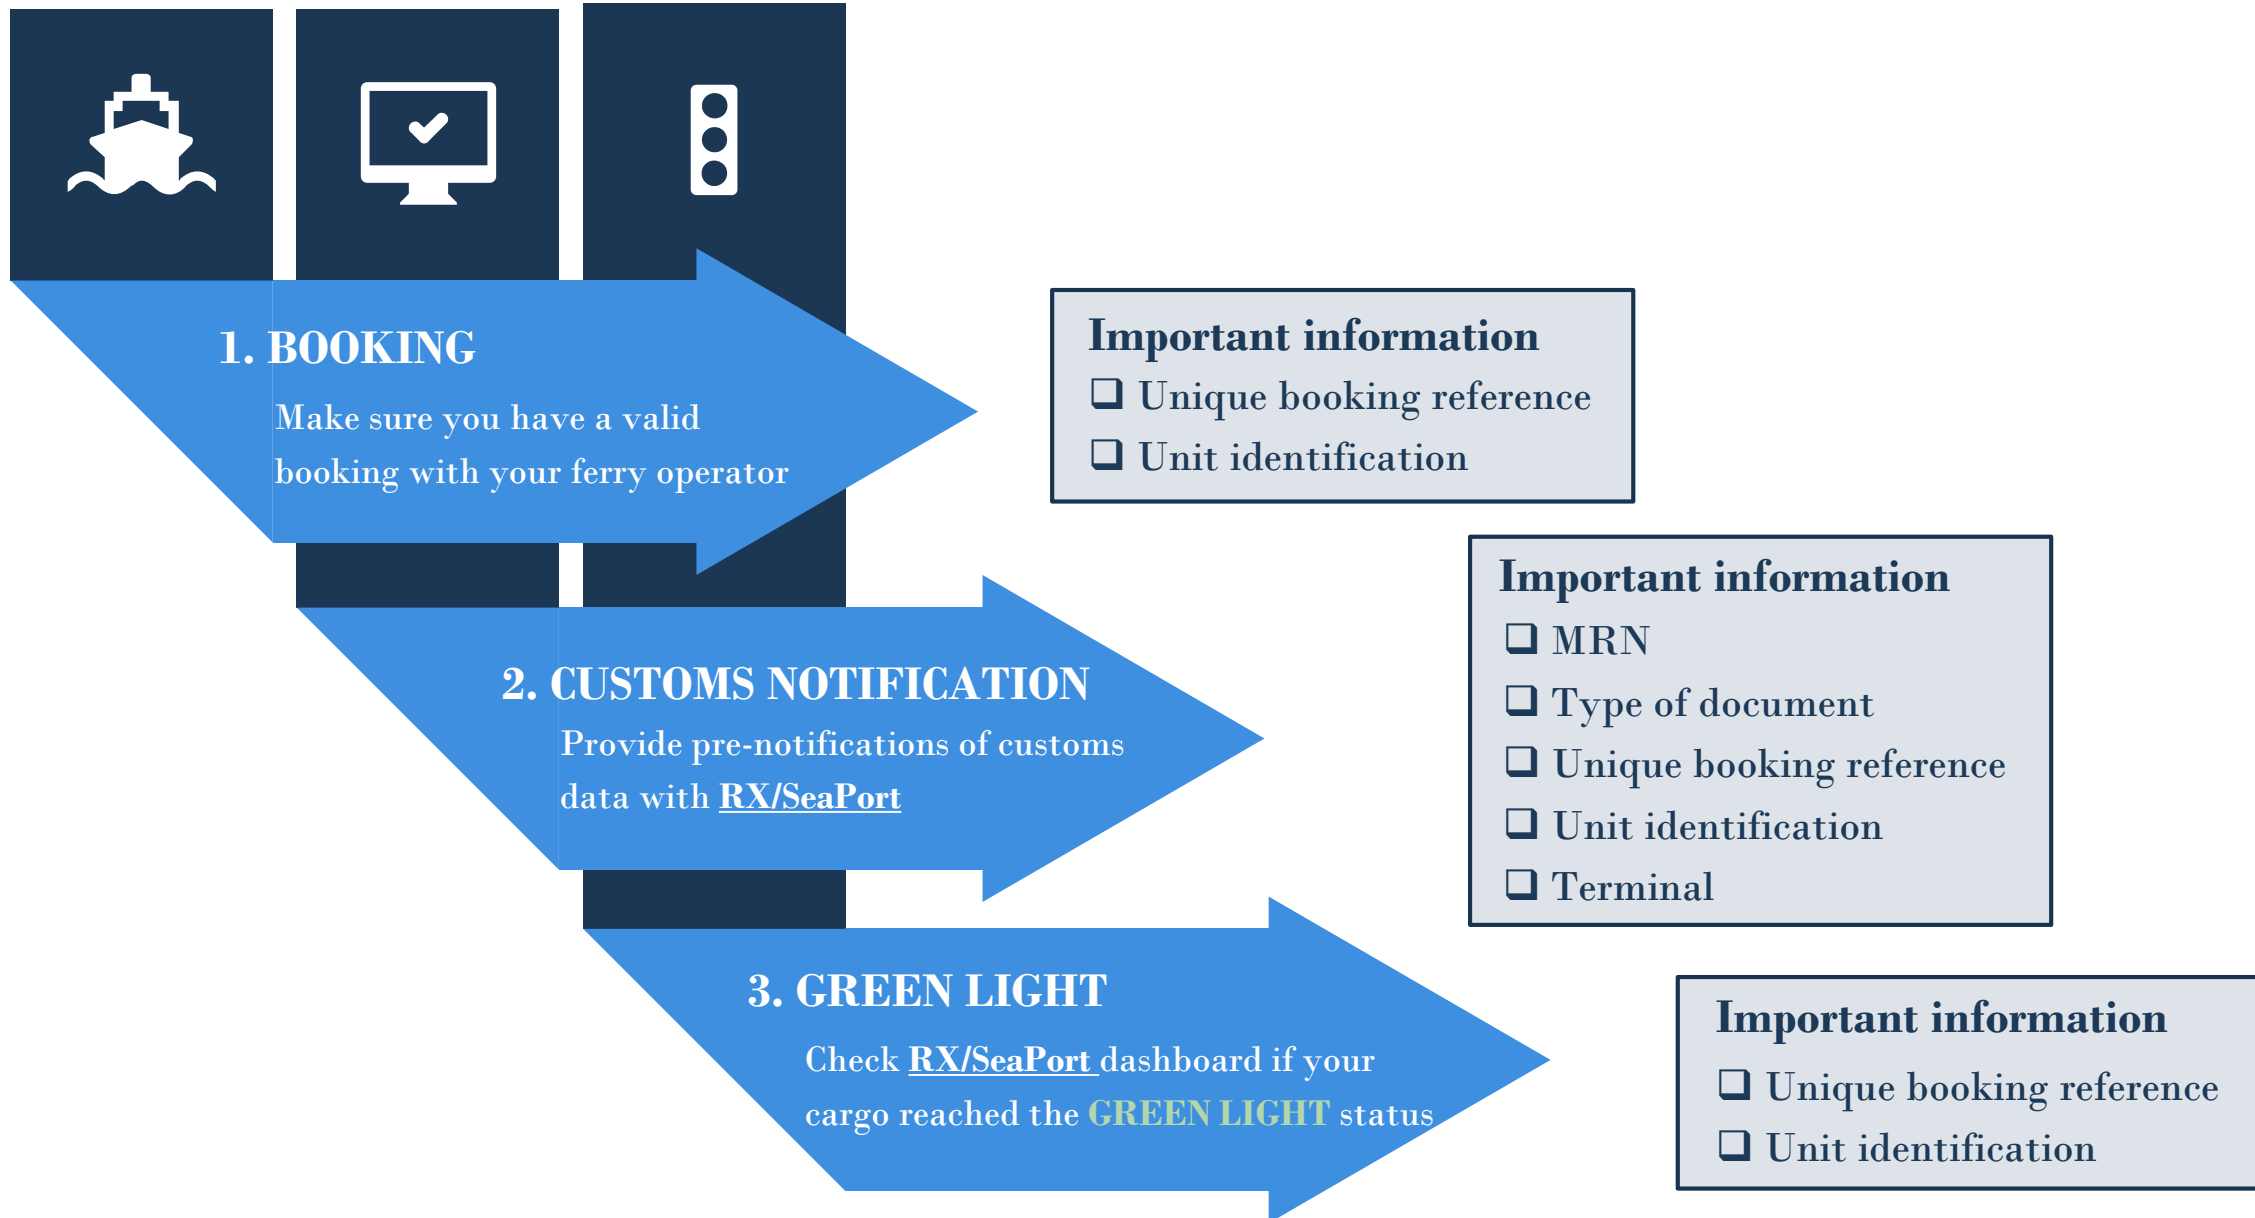 1. BOOKING
Make sure you have a valid
booking with your ferry operator
Important information
❑ Unique booking reference
❑ Unit identification
2. CUSTOMS NOTIFICATION
Provide pre-notifications of customs
data with RX/SeaPort
Important information
❑ MRN
❑ Type of document
❑ Unique booking reference
❑ Unit identification
❑ Terminal
3. GREEN LIGHT
Check RX/SeaPort dashboard if your
cargo reached the GREEN LIGHT status
Important information
❑ Unique booking reference
❑ Unit identification